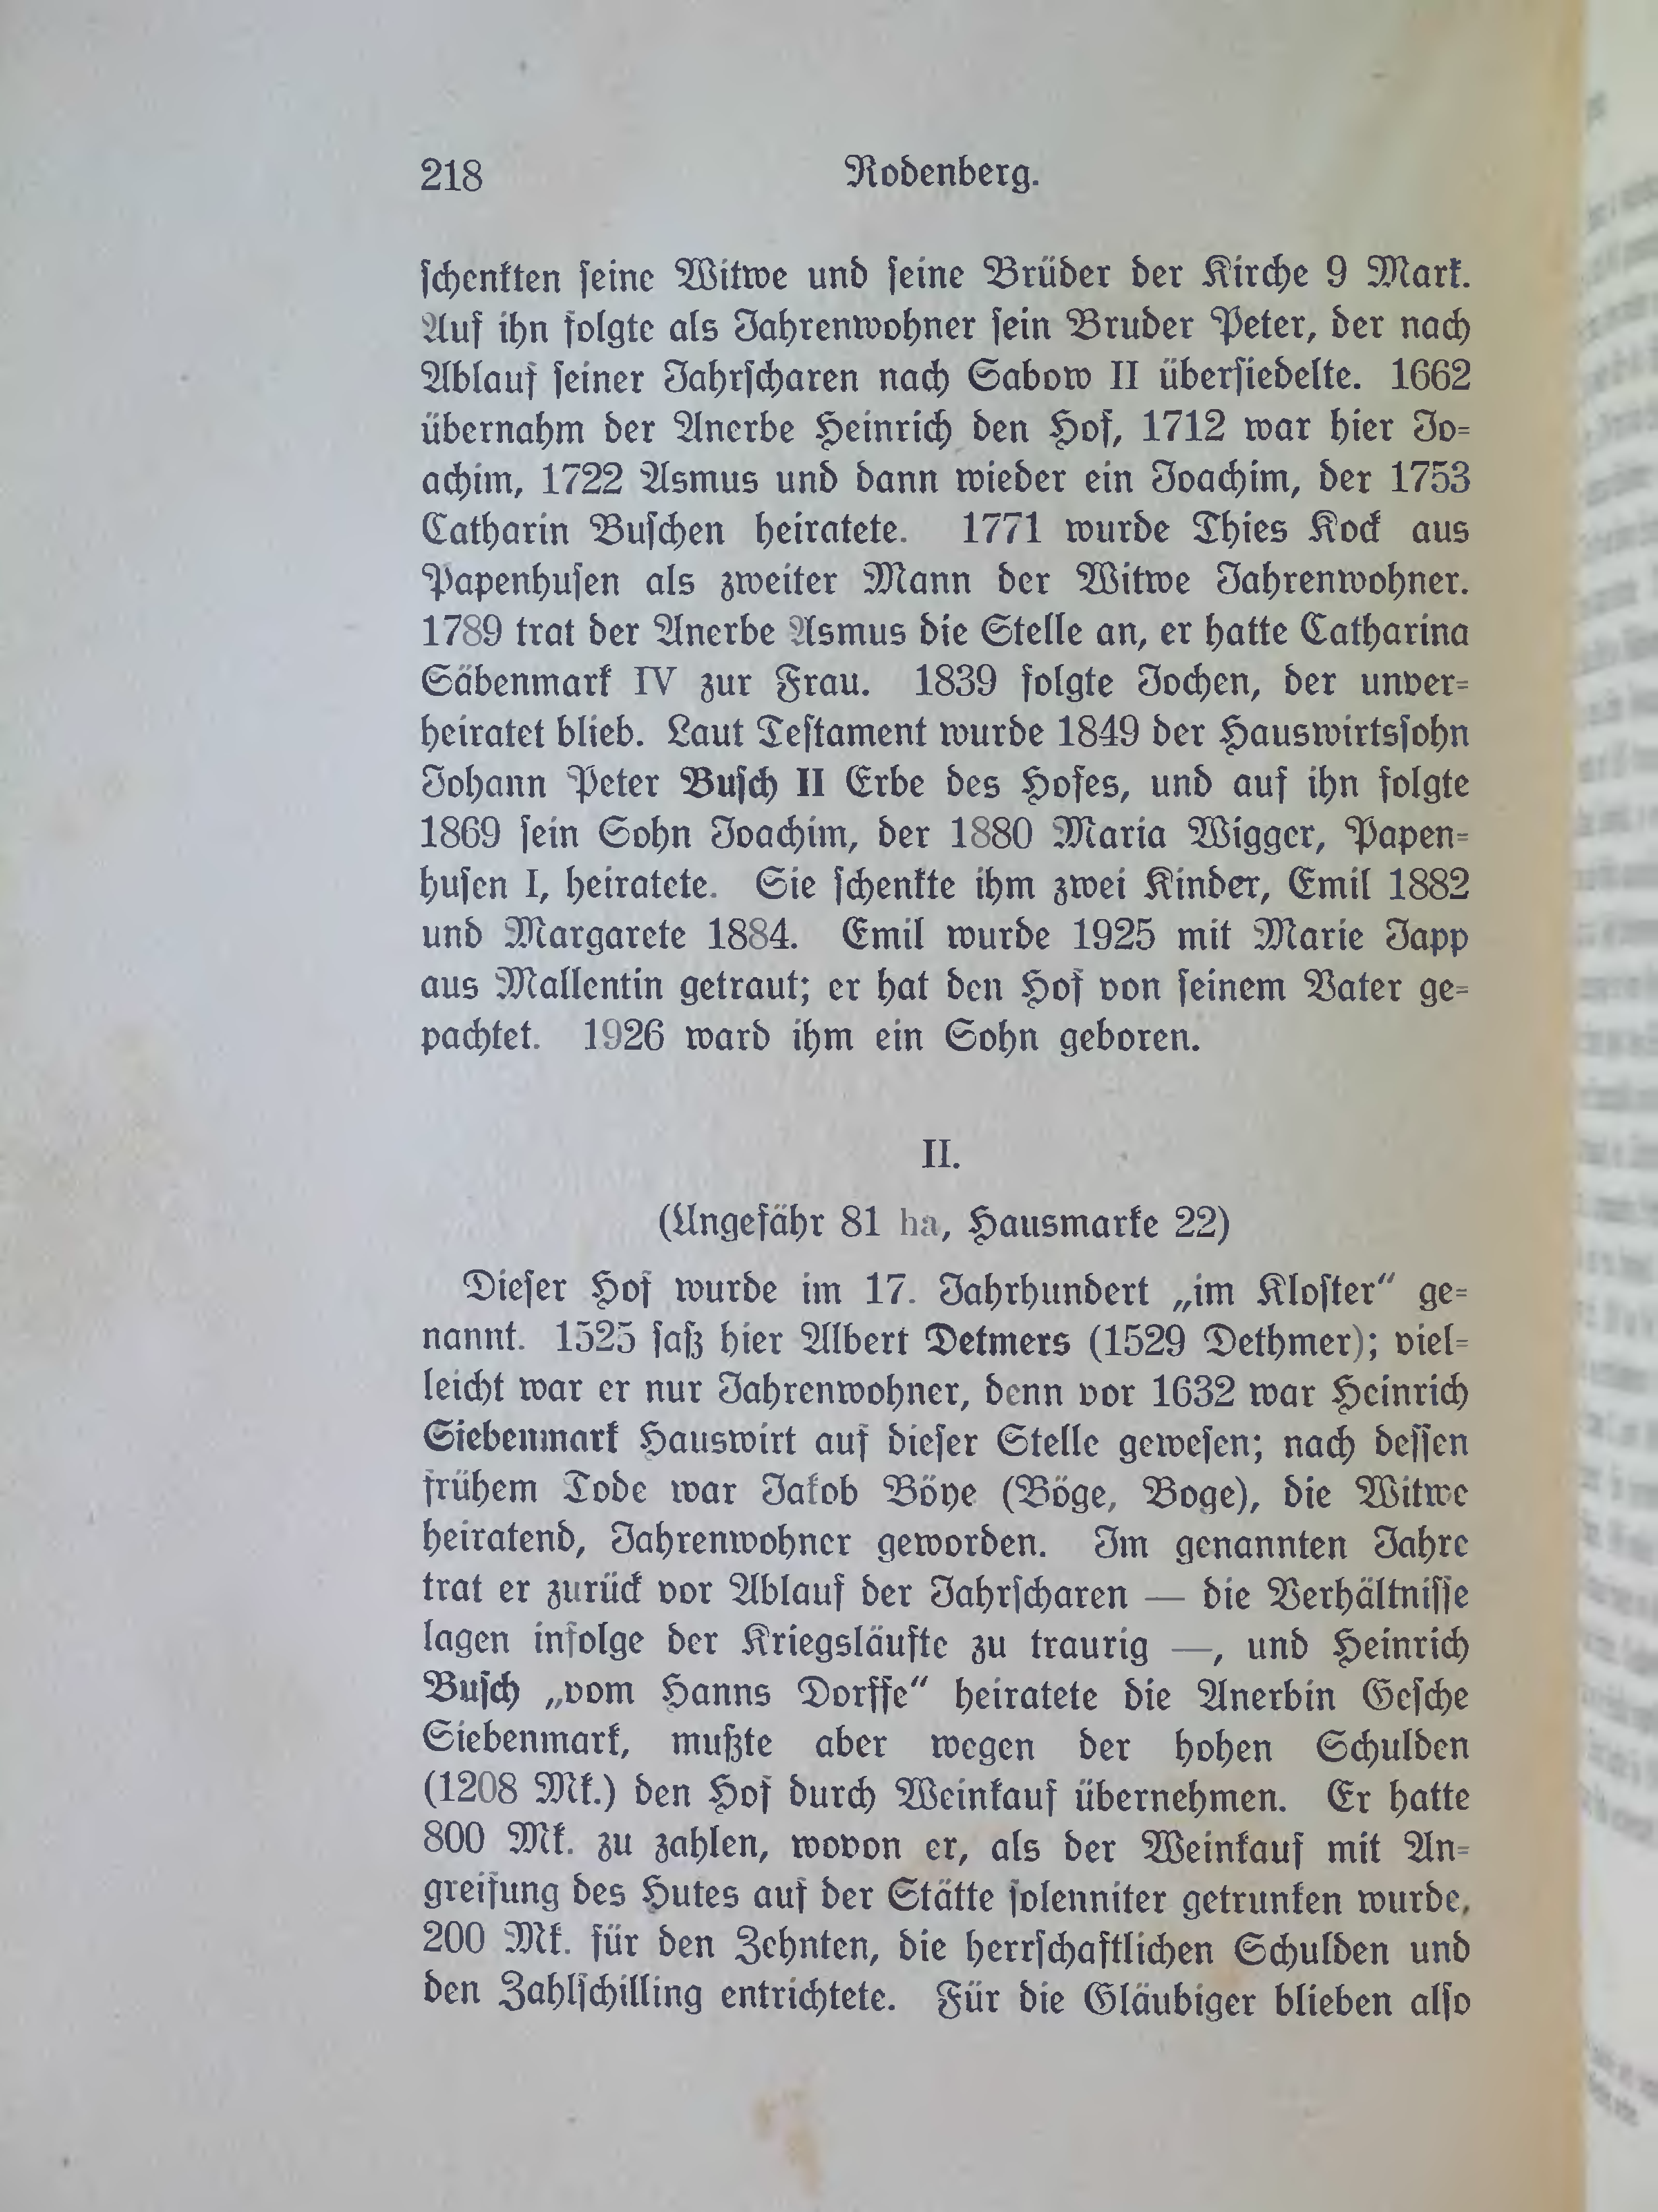 218 Rodenberg.
schenkten seine Witwe und seine Brüder der Kirche 9 Mark.
Auf ihn folgte als Jahrenwohner sein Bruder Peter, der nach
Ablauf seiner Jahrscharen nach Sabow II übersiedelte. 1662
übernahm der Anerbe Heinrich den Hof, 1712 war hier Jo-
achim, 1722 Asmus und dann wieder ein Joachim, der 1753
Catharin Buschen heiratete. 1771 wurde Thies Kock aus
Papenhusen als zweiter Mann der Witwe Jahrenwohner.
1789 trat der Anerbe Asmus die Stelle an, er hatte Catharina
Säbenmark IV zur Frau. 1839 folgte Jochen, der unver-
heiratet blieb. Laut Testament wurde 1849 der Hauswirtssohn
Johann Peter Busch II Erbe des Hofes, und auf ihn folgte
1869 sein Sohn Joachim, der 1880 Maria Wigger, Papen-
husen I, heiratete. Sie schenkte ihm zwei Kinder, Emil 1882
und Margarete 1884. Emil wurde 1925 mit Marie Japp
aus Mallentin getraut; er hat den Hof von seinem Vater ge-
pachtet. 1926 ward ihm ein Sohn geboren.
II.
(Ungefähr 81 ha, Hausmarke 22)
Dieser Hof wurde im 17. Jahrhundert „im Kloster“ ge-
nannt. 1525 saß hier Albert Detmers (1529 Dethmer); viel-
leicht war er nur Jahrenwohner, denn vor 1632 war Heinrich
Siebenmark Hauswirt auf dieser Stelle gewesen; nach dessen
frühem Tode war Jakob Böye (Böge, Boge), die Witwe
heiratend, Jahrenwohner geworden. Im genannten Jahre
trat er zurück vor Ablauf der Jahrscharen — die Verhältnisse
lagen infolge der Kriegsläufte zu traurig —, und Heinrich
Busch „vom Hanns Dorffe“ heiratete die Anerbin Gesche
Siebenmark, mußte aber wegen der hohen Schulden
(1208 Mk.) den Hof durch Weinkauf übernehmen. Er hatte
800 Mk. zu zahlen, wovon er, als der Weinkauf mit An-
greifung des Hutes auf der Stätte solenniter getrunken wurde,
200 Mk. für den Zehnten, die herrschaftlichen Schulden und
den Zahlschilling entrichtete. Für die Gläubiger blieben also